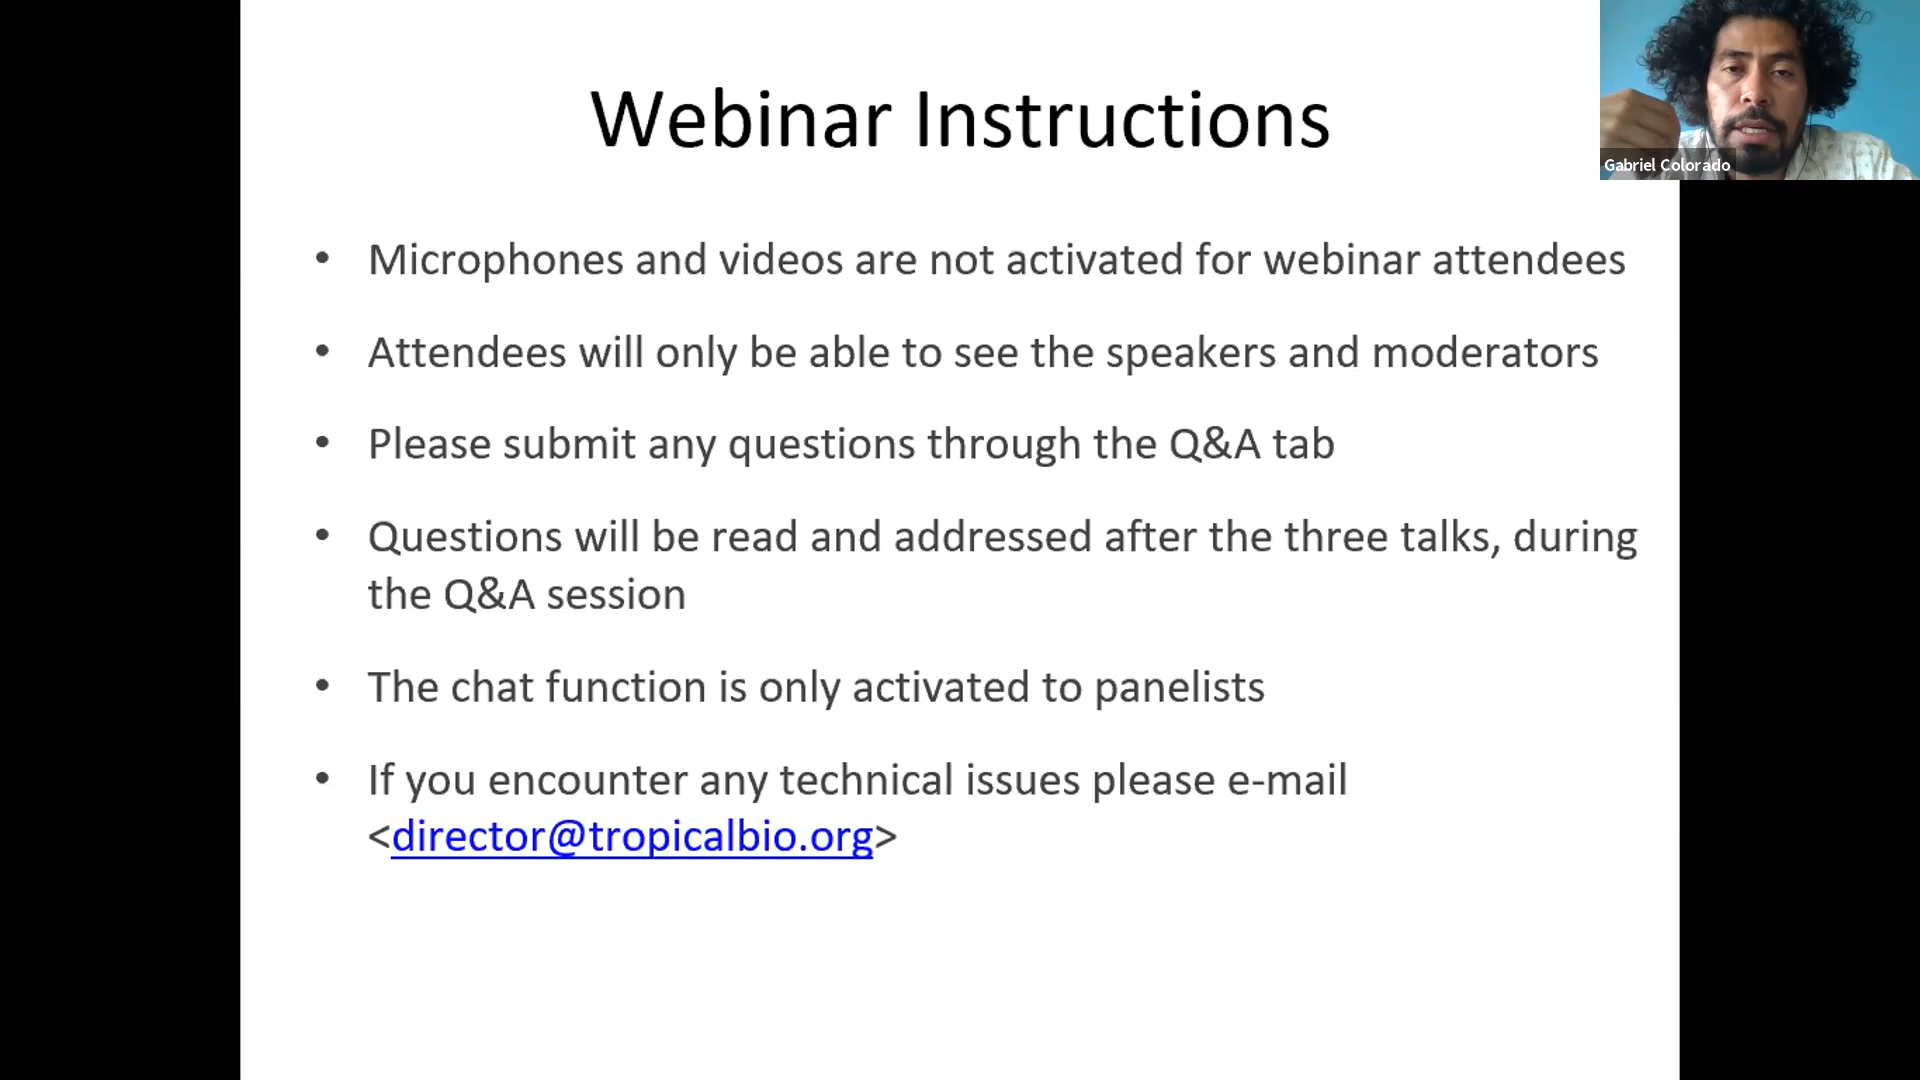 Webinar Instructions
Gabriel Colorado
• Microphones and videos are not activated for webinar attendees
• Attendees will only be able to see the speakers and moderators
• Please submit any questions through the Q&A tab
• Questions will be read and addressed after the three talks, during
the Q&A session
• The chat function is only activated to panelists
• If you encounter any technical issues please e-mail
<director@tropicalbio.org>